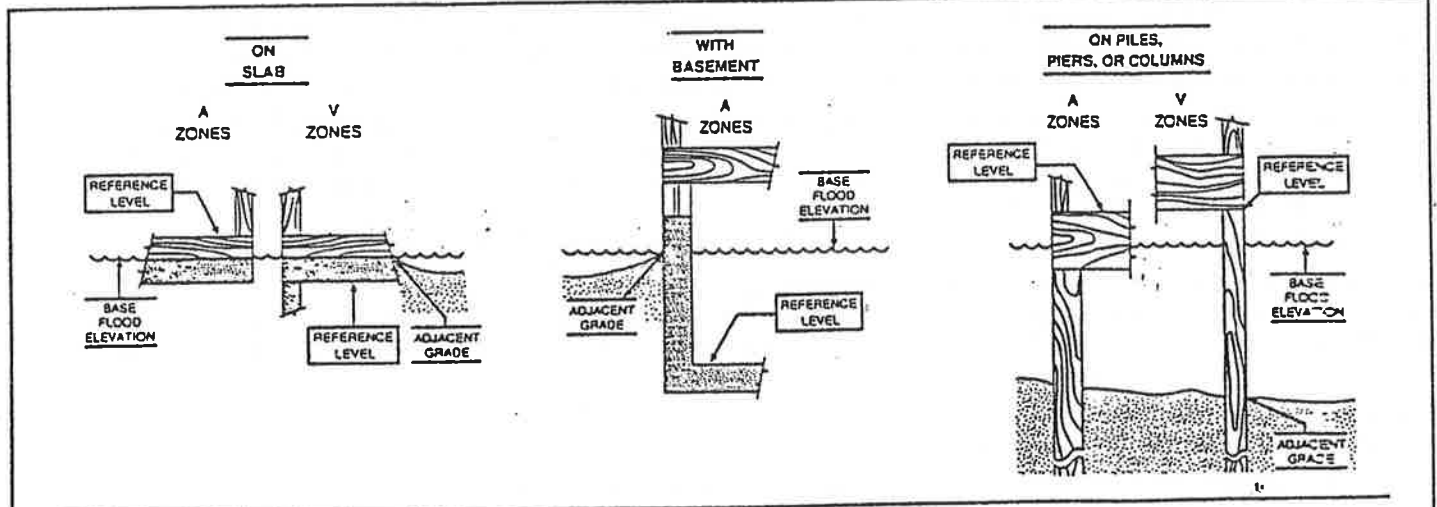 ON
SLAB
A
ZONES
V
ZONES
REFERENCE
LEVEL
BASE
FLOOD
ELEVATION
REFERENCE
LEVEL
ADJACENT
GRADE
WITH
BASEMENT
A
ZONES
BASE
FLOOD
ELEVATION
ADJACENT
GRADE
REFERENCE
LEVEL
ON PILES,
PIERS, OR COLUMNS
A
ZONES
V
ZONES
REFERENCE
LEVEL
REFERENCE
LEVEL
BASE
FLOOD
ELEVATION
ADJACENT
GRADE